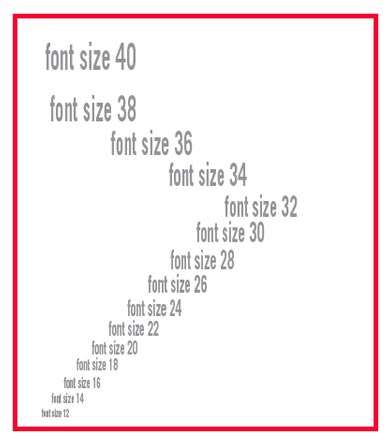 font size 40
font size 38
font size 36
font size 34
font size 32
font size 30
font size 28
font size 26
font size 24
font size 22
font size 20
font size 18
font size 16
font size 14
font size 12